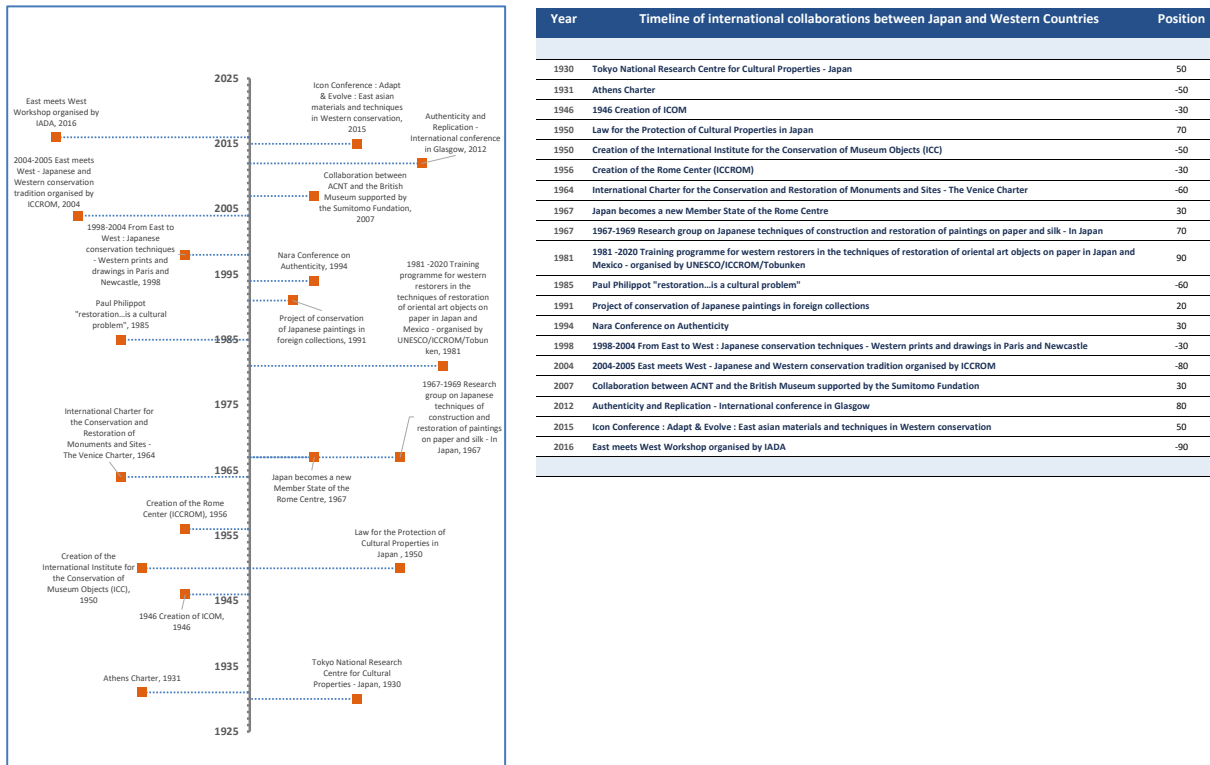 2025
Icon Conference : Adapt
& Evolve : East asian
materials and techniques
in Western conservation,
2015
East meets West
Workshop organised by
IADA, 2016
Authenticity and
Replication -
International conference
in Glasgow, 2012
2015
2004-2005 East meets
West - Japanese and
Western conservation
tradition organised by
ICCROM, 2004
Collaboration between
ACNT and the British
Museum supported by
the Sumitomo Fundation,
2007
2005
1998-2004 From East to
West : Japanese
conservation techniques
- Western prints and
drawings in Paris and
Newcastle, 1998
Nara Conference on
Authenticity, 1994
1981 -2020 Training
programme for western
restorers in the
techniques of restoration
of oriental art objects on
paper in Japan and
Mexico - organised by
UNESCO/ICCROM/Tobun
ken, 1981
1995
Paul Philippot
"restoration...is a cultural
problem", 1985
Project of conservation
of Japanese paintings in
foreign collections, 1991
1985
1967-1969 Research
group on Japanese
techniques of
construction and
restoration of paintings
on paper and silk - In
Japan, 1967
1975
International Charter for
the Conservation and
Restoration of
Monuments and Sites -
The Venice Charter, 1964
1965
Japan becomes a new
Member State of the
Rome Centre, 1967
Creation of the Rome
Center (ICCROM), 1956
1955
Law for the Protection of
Cultural Properties in
Japan , 1950
Creation of the
International Institute for
the Conservation of
Museum Objects (ICC),
1950
1945
1946 Creation of ICOM,
1946
1935
Tokyo National Research
Centre for Cultural
Properties - Japan, 1930
Athens Charter, 1931
1925
Year Timeline of international collaborations between Japan and Western Countries Position
1930 Tokyo National Research Centre for Cultural Properties - Japan 50
1931 Athens Charter -50
1946 1946 Creation of ICOM -30
1950 Law for the Protection of Cultural Properties in Japan 70
1950 Creation of the International Institute for the Conservation of Museum Objects (ICC) -50
1956 Creation of the Rome Center (ICCROM) -30
1964 International Charter for the Conservation and Restoration of Monuments and Sites - The Venice Charter -60
1967 Japan becomes a new Member State of the Rome Centre 30
1967 1967-1969 Research group on Japanese techniques of construction and restoration of paintings on paper and silk - In Japan 70
1981 1981 -2020 Training programme for western restorers in the techniques of restoration of oriental art objects on paper in Japan and
Mexico - organised by UNESCO/ICCROM/Tobunken 90
1985 Paul Philippot "restoration...is a cultural problem" -60
1991 Project of conservation of Japanese paintings in foreign collections 20
1994 Nara Conference on Authenticity 30
1998 1998-2004 From East to West : Japanese conservation techniques - Western prints and drawings in Paris and Newcastle -30
2004 2004-2005 East meets West - Japanese and Western conservation tradition organised by ICCROM -80
2007 Collaboration between ACNT and the British Museum supported by the Sumitomo Fundation 30
2012 Authenticity and Replication - International conference in Glasgow 80
2015 Icon Conference : Adapt & Evolve : East asian materials and techniques in Western conservation 50
2016 East meets West Workshop organised by IADA -90